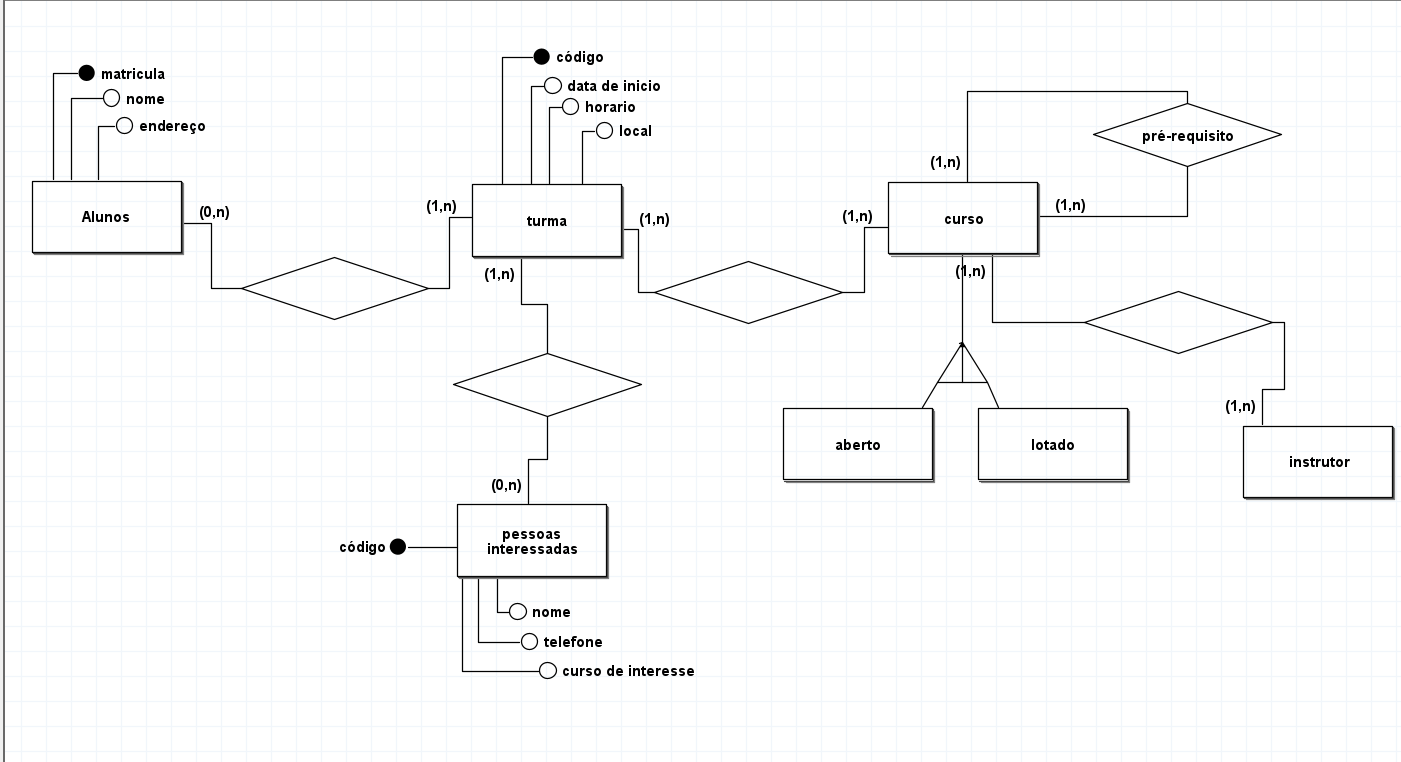 matricula
nome
endereço
código
data de inicio
horario
local
pré-requisito
(1,n)
(1,n)
Alunos
(0,n)
(1,n)
turma
(1,n)
(1,n)
curso
(1,n)
(1,n)
aberto
lotado
(1,n)
instrutor
(0,n)
pessoas
interessadas
código
nome
telefone
curso de interesse